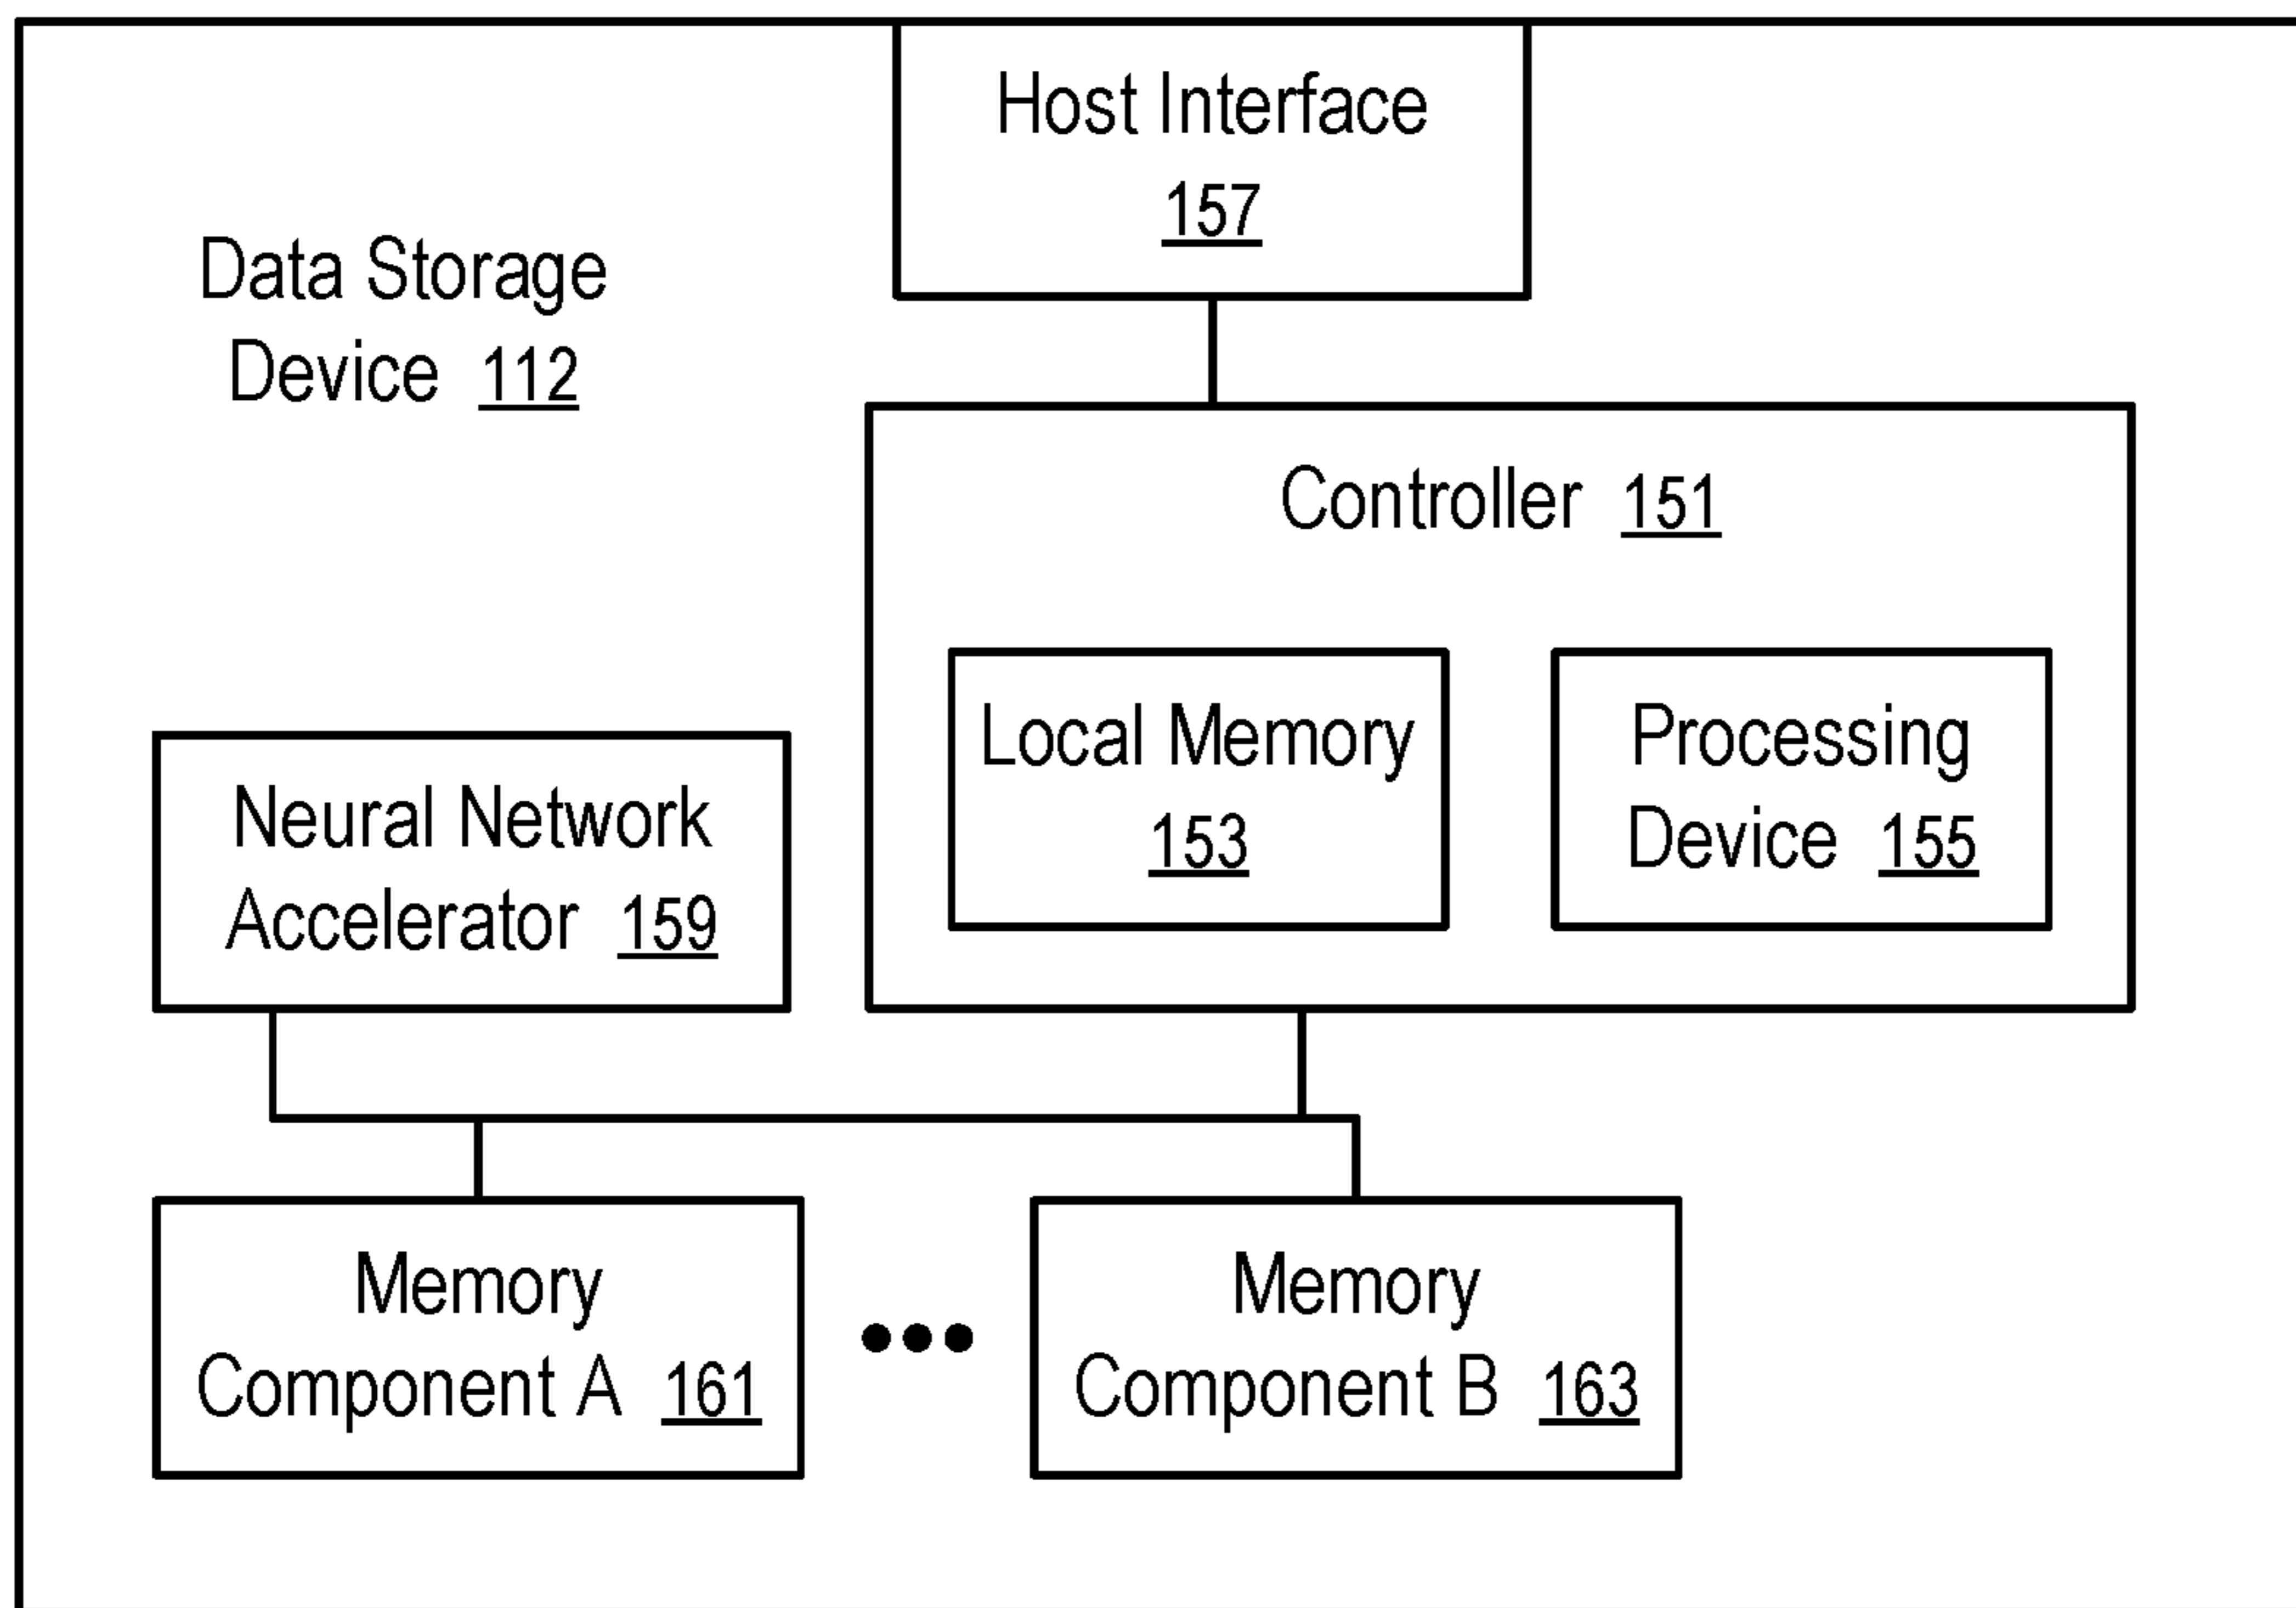 Host Interface
157
Data Storage
Device 112
Controller 151
Local Memory
153
Processing
Device 155
Neural Network
Accelerator 159
Memory
Component A 161
Memory
Component B 163